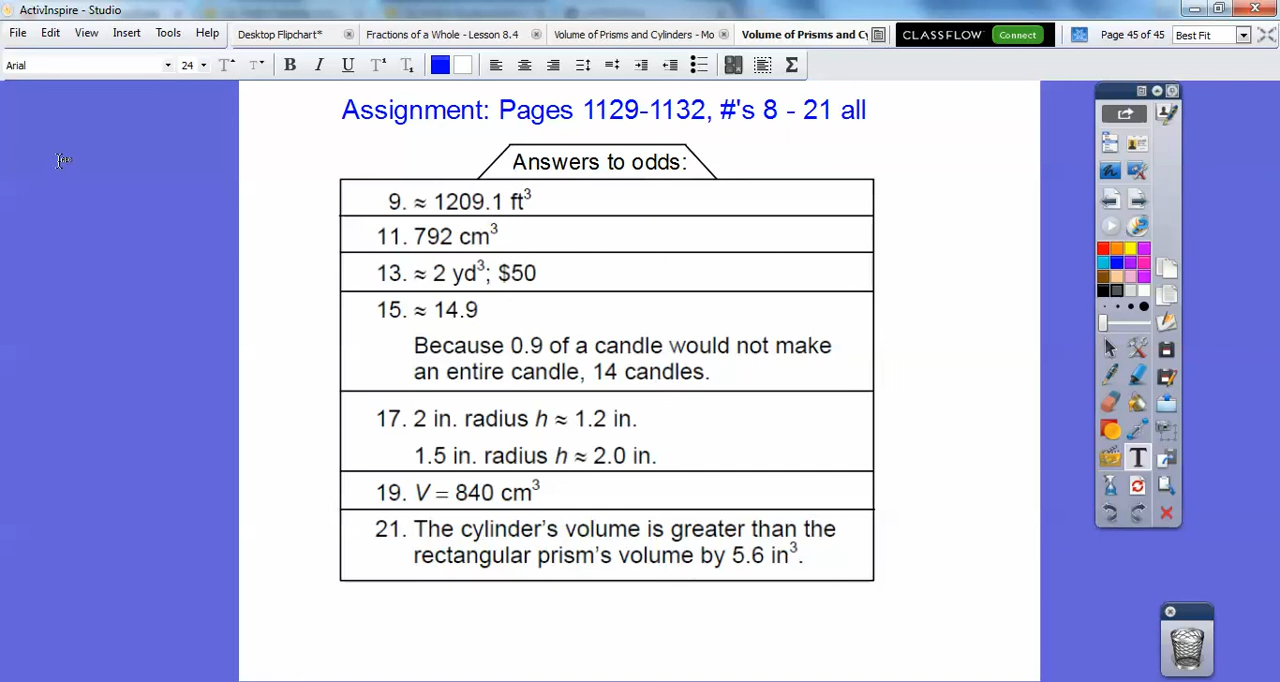 ActivInspire - Studio
File Edit View Insert Tools Help
Desktop Flipchart*
Fractions of a Whole - Lesson 8.4
Volume of Prisms and Cylinders - Mo
Volume of Prisms and Cy
CLASSFLOW Connect
Page 45 of 45
Best Fit
Arial 24 T T B I U T¹ T₁ Σ
Assignment: Pages 1129-1132, #'s 8 - 21 all
Answers to odds:
9. ≈ 1209.1 ft³
11. 792 cm³
13. ≈ 2 yd³; $50
15. ≈ 14.9
Because 0.9 of a candle would not make
an entire candle, 14 candles.
17. 2 in. radius h ≈ 1.2 in.
1.5 in. radius h ≈ 2.0 in.
19. V = 840 cm³
21. The cylinder's volume is greater than the
rectangular prism's volume by 5.6 in³.
T